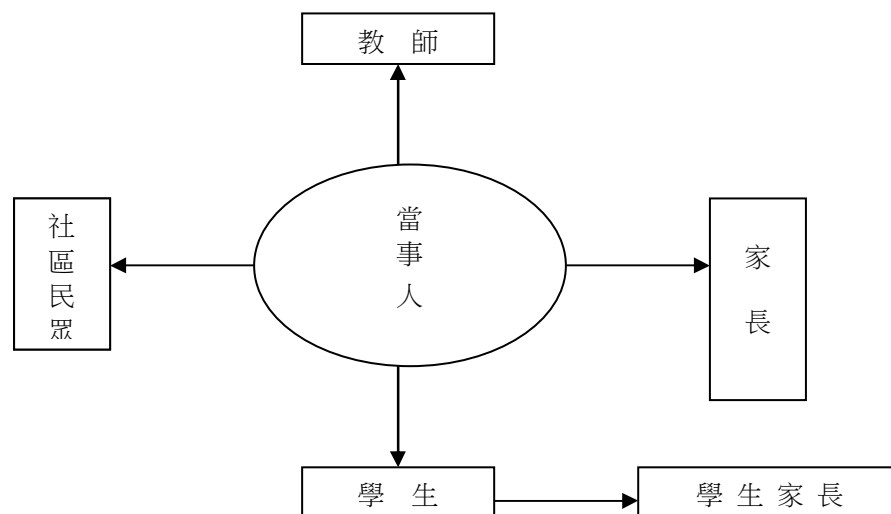 教 師
當事人
社區民眾
家長
學 生
學 生 家 長